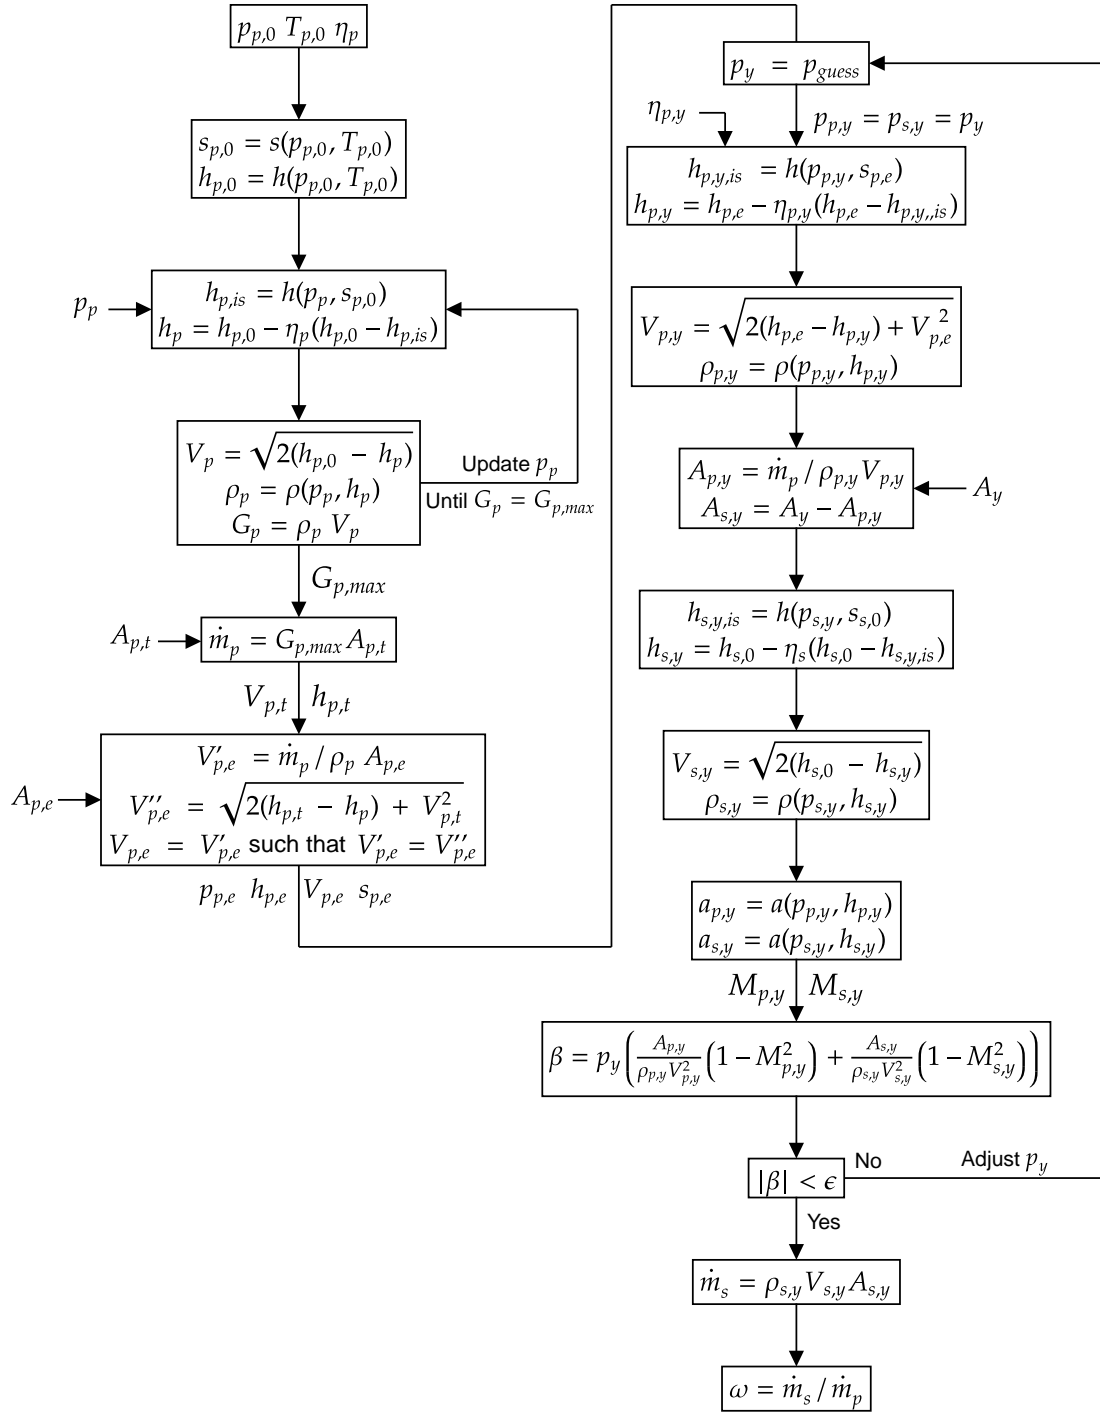 p_{p,0} T_{p,0} η_p
s_{p,0} = s(p_{p,0}, T_{p,0})
h_{p,0} = h(p_{p,0}, T_{p,0})
p_p
h_{p,is} = h(p_p, s_{p,0})
h_p = h_{p,0} − η_p(h_{p,0} − h_{p,is})
V_p = √(2(h_{p,0} − h_p))
ρ_p = ρ(p_p, h_p)
G_p = ρ_p V_p
Update p_p
Until G_p = G_{p,max}
G_{p,max}
A_{p,t}
ṁ_p = G_{p,max} A_{p,t}
V_{p,t} h_{p,t}
A_{p,e}
V'_{p,e} = ṁ_p / ρ_p A_{p,e}
V''_{p,e} = √(2(h_{p,t} − h_p) + V²_{p,t})
V_{p,e} = V'_{p,e} such that V'_{p,e} = V''_{p,e}
p_{p,e} h_{p,e} V_{p,e} s_{p,e}
p_y = p_{guess}
η_{p,y}
p_{p,y} = p_{s,y} = p_y
h_{p,y,is} = h(p_{p,y}, s_{p,e})
h_{p,y} = h_{p,e} − η_{p,y}(h_{p,e} − h_{p,y,,is})
V_{p,y} = √(2(h_{p,e} − h_{p,y}) + V_{p,e}²)
ρ_{p,y} = ρ(p_{p,y}, h_{p,y})
A_{p,y} = ṁ_p / ρ_{p,y} V_{p,y}
A_{s,y} = A_y − A_{p,y}
A_y
h_{s,y,is} = h(p_{s,y}, s_{s,0})
h_{s,y} = h_{s,0} − η_s(h_{s,0} − h_{s,y,is})
V_{s,y} = √(2(h_{s,0} − h_{s,y}))
ρ_{s,y} = ρ(p_{s,y}, h_{s,y})
a_{p,y} = a(p_{p,y}, h_{p,y})
a_{s,y} = a(p_{s,y}, h_{s,y})
M_{p,y} M_{s,y}
β = p_y (A_{p,y}/(ρ_{p,y}V²_{p,y}) (1 − M²_{p,y}) + A_{s,y}/(ρ_{s,y}V²_{s,y}) (1 − M²_{s,y}))
|β| < ϵ
No
Adjust p_y
Yes
ṁ_s = ρ_{s,y} V_{s,y} A_{s,y}
ω = ṁ_s / ṁ_p